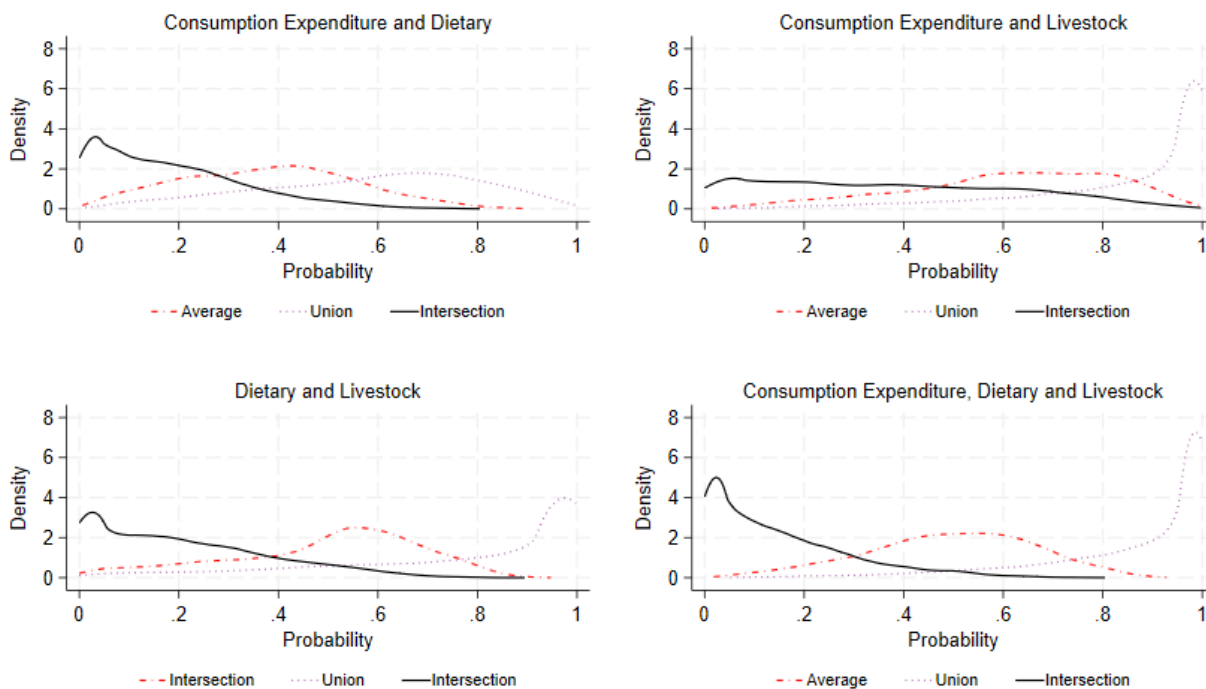 Consumption Expenditure and Dietary
8
6
4
2
0
Density
0 .2 .4 .6 .8 1
Probability
Average Union Intersection
Consumption Expenditure and Livestock
8
6
4
2
0
Density
0 .2 .4 .6 .8 1
Probability
Average Union Intersection
Dietary and Livestock
8
6
4
2
0
Density
0 .2 .4 .6 .8 1
Probability
Intersection Union Intersection
Consumption Expenditure, Dietary and Livestock
8
6
4
2
0
Density
0 .2 .4 .6 .8 1
Probability
Average Union Intersection